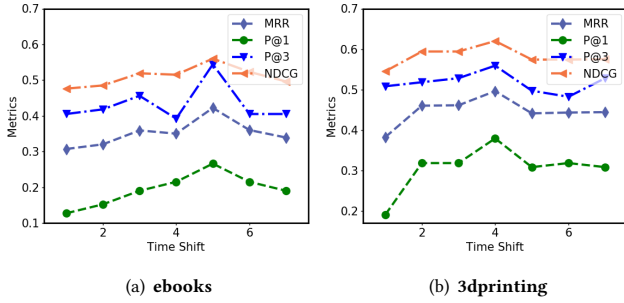 0.7
0.6
0.5
0.4
0.3
0.2
0.1
Metrics
2
4
6
Time Shift
MRR
P@1
P@3
NDCG
(a) ebooks
0.7
0.6
0.5
0.4
0.3
0.2
Metrics
2
4
6
Time Shift
MRR
P@1
P@3
NDCG
(b) 3dprinting